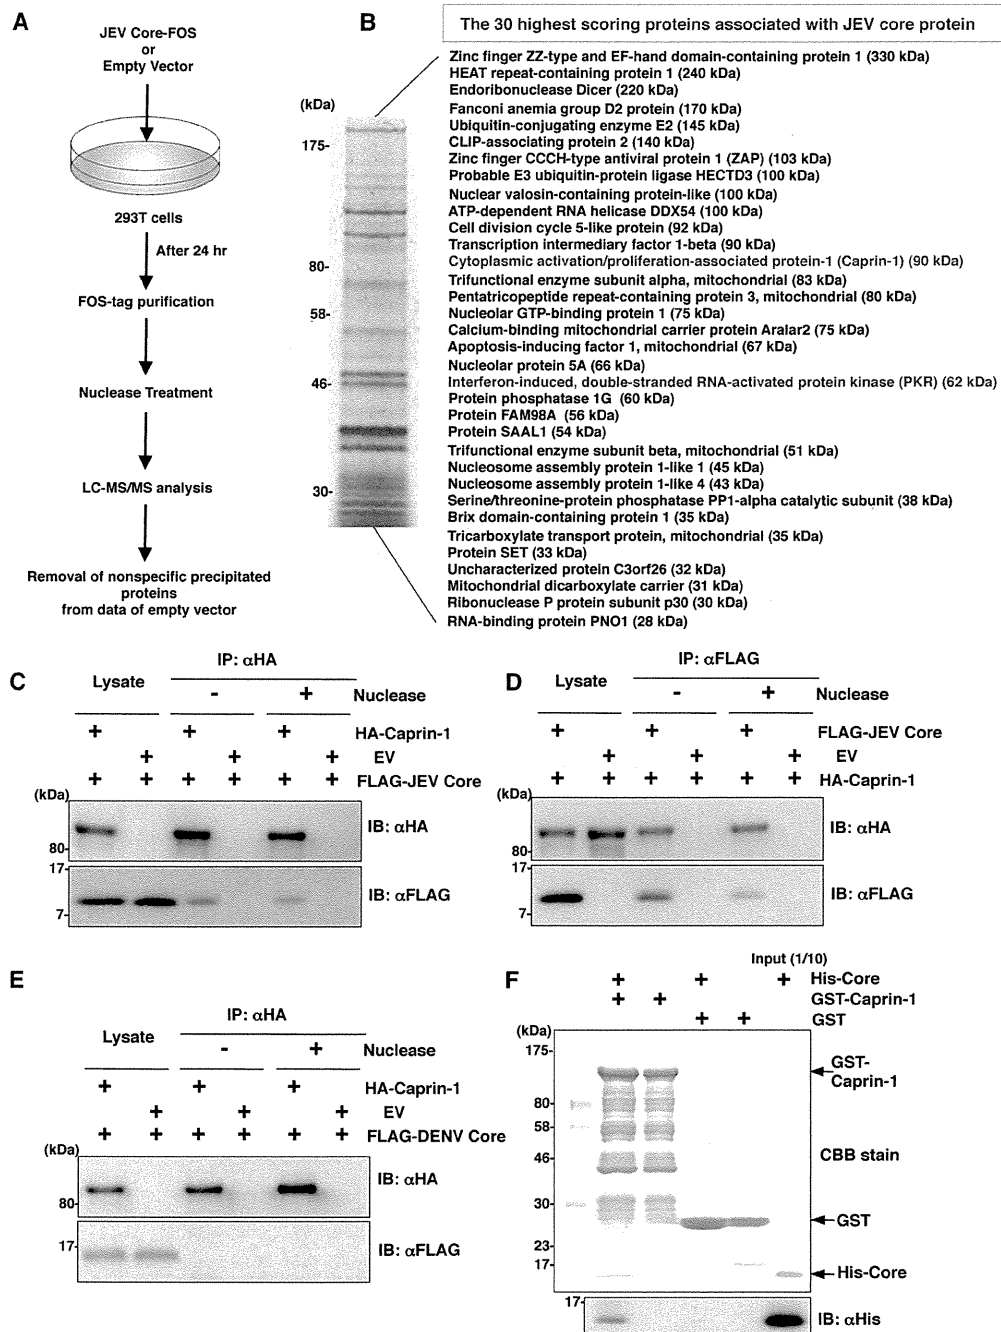 A
JEV Core-FOS
or
Empty Vector
293T cells
After 24 hr
FOS-tag purification
Nuclease Treatment
LC-MS/MS analysis
Removal of nonspecific precipitated
proteins
from data of empty vector
B
The 30 highest scoring proteins associated with JEV core protein
(kDa)
175-
80-
58-
46-
30-
Zinc finger ZZ-type and EF-hand domain-containing protein 1 (330 kDa)
HEAT repeat-containing protein 1 (240 kDa)
Endoribonuclease Dicer (220 kDa)
Fanconi anemia group D2 protein (170 kDa)
Ubiquitin-conjugating enzyme E2 (145 kDa)
CLIP-associating protein 2 (140 kDa)
Zinc finger CCCH-type antiviral protein 1 (ZAP) (103 kDa)
Probable E3 ubiquitin-protein ligase HECTD3 (100 kDa)
Nuclear valosin-containing protein-like (100 kDa)
ATP-dependent RNA helicase DDX54 (100 kDa)
Cell division cycle 5-like protein (92 kDa)
Transcription intermediary factor 1-beta (90 kDa)
Cytoplasmic activation/proliferation-associated protein-1 (Caprin-1) (90 kDa)
Trifunctional enzyme subunit alpha, mitochondrial (83 kDa)
Pentatricopeptide repeat-containing protein 3, mitochondrial (80 kDa)
Nucleolar GTP-binding protein 1 (75 kDa)
Calcium-binding mitochondrial carrier protein Aralar2 (75 kDa)
Apoptosis-inducing factor 1, mitochondrial (67 kDa)
Nucleolar protein 5A (66 kDa)
Interferon-induced, double-stranded RNA-activated protein kinase (PKR) (62 kDa)
Protein phosphatase 1G (60 kDa)
Protein FAM98A (56 kDa)
Protein SAAL1 (54 kDa)
Trifunctional enzyme subunit beta, mitochondrial (51 kDa)
Nucleosome assembly protein 1-like 1 (45 kDa)
Nucleosome assembly protein 1-like 4 (43 kDa)
Serine/threonine-protein phosphatase PP1-alpha catalytic subunit (38 kDa)
Brix domain-containing protein 1 (35 kDa)
Tricarboxylate transport protein, mitochondrial (35 kDa)
Protein SET (33 kDa)
Uncharacterized protein C3orf26 (32 kDa)
Mitochondrial dicarboxylate carrier (31 kDa)
Ribonuclease P protein subunit p30 (30 kDa)
RNA-binding protein PNO1 (28 kDa)
C
IP: αHA
Lysate
- + Nuclease
+ + + HA-Caprin-1
+ + + EV
+ + + + + + FLAG-JEV Core
(kDa)
80-
IB: αHA
17-
7-
IB: αFLAG
D
IP: αFLAG
Lysate
- + Nuclease
+ + + FLAG-JEV Core
+ + + EV
+ + + + + + HA-Caprin-1
(kDa)
80-
IB: αHA
17-
7-
IB: αFLAG
E
IP: αHA
Lysate
- + Nuclease
+ + + HA-Caprin-1
+ + + EV
+ + + + + + FLAG-DENV Core
(kDa)
80-
IB: αHA
17-
IB: αFLAG
F
Input (1/10)
+ + + His-Core
+ + GST-Caprin-1
+ + GST
(kDa)
175-
80-
58-
46-
30-
23-
17-
GST-
Caprin-1
CBB stain
GST
His-Core
17-
IB: αHis